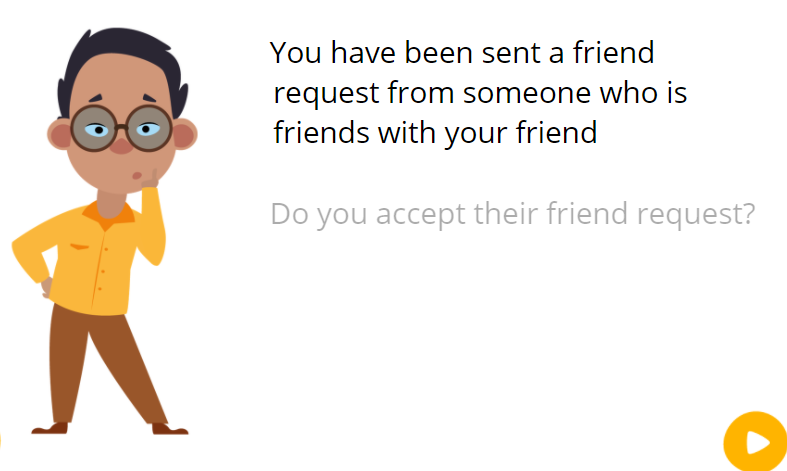 You have been sent a friend
request from someone who is
friends with your friend
Do you accept their friend request?